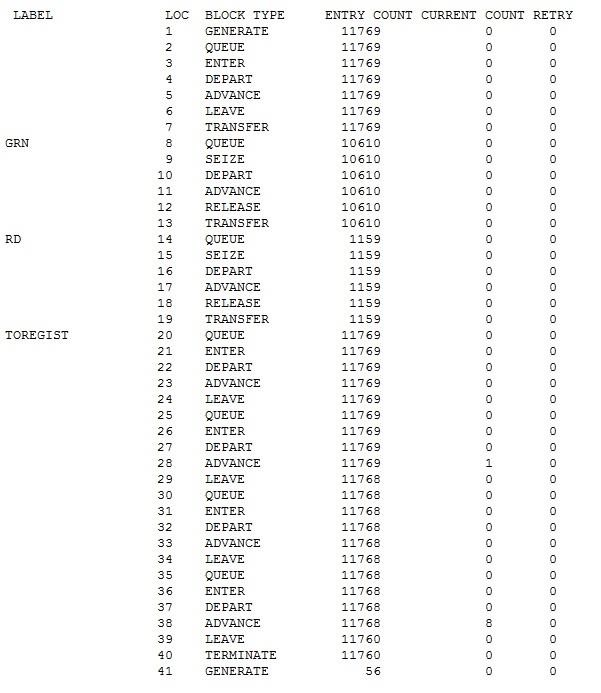 LABEL LOC BLOCK TYPE ENTRY COUNT CURRENT COUNT RETRY
1 GENERATE 11769 0 0
2 QUEUE 11769 0 0
3 ENTER 11769 0 0
4 DEPART 11769 0 0
5 ADVANCE 11769 0 0
6 LEAVE 11769 0 0
7 TRANSFER 11769 0 0
GRN 8 QUEUE 10610 0 0
9 SEIZE 10610 0 0
10 DEPART 10610 0 0
11 ADVANCE 10610 0 0
12 RELEASE 10610 0 0
13 TRANSFER 10610 0 0
RD 14 QUEUE 1159 0 0
15 SEIZE 1159 0 0
16 DEPART 1159 0 0
17 ADVANCE 1159 0 0
18 RELEASE 1159 0 0
19 TRANSFER 1159 0 0
TOREGIST 20 QUEUE 11769 0 0
21 ENTER 11769 0 0
22 DEPART 11769 0 0
23 ADVANCE 11769 0 0
24 LEAVE 11769 0 0
25 QUEUE 11769 0 0
26 ENTER 11769 0 0
27 DEPART 11769 0 0
28 ADVANCE 11769 1 0
29 LEAVE 11768 0 0
30 QUEUE 11768 0 0
31 ENTER 11768 0 0
32 DEPART 11768 0 0
33 ADVANCE 11768 0 0
34 LEAVE 11768 0 0
35 QUEUE 11768 0 0
36 ENTER 11768 0 0
37 DEPART 11768 0 0
38 ADVANCE 11768 8 0
39 LEAVE 11760 0 0
40 TERMINATE 11760 0 0
41 GENERATE 56 0 0